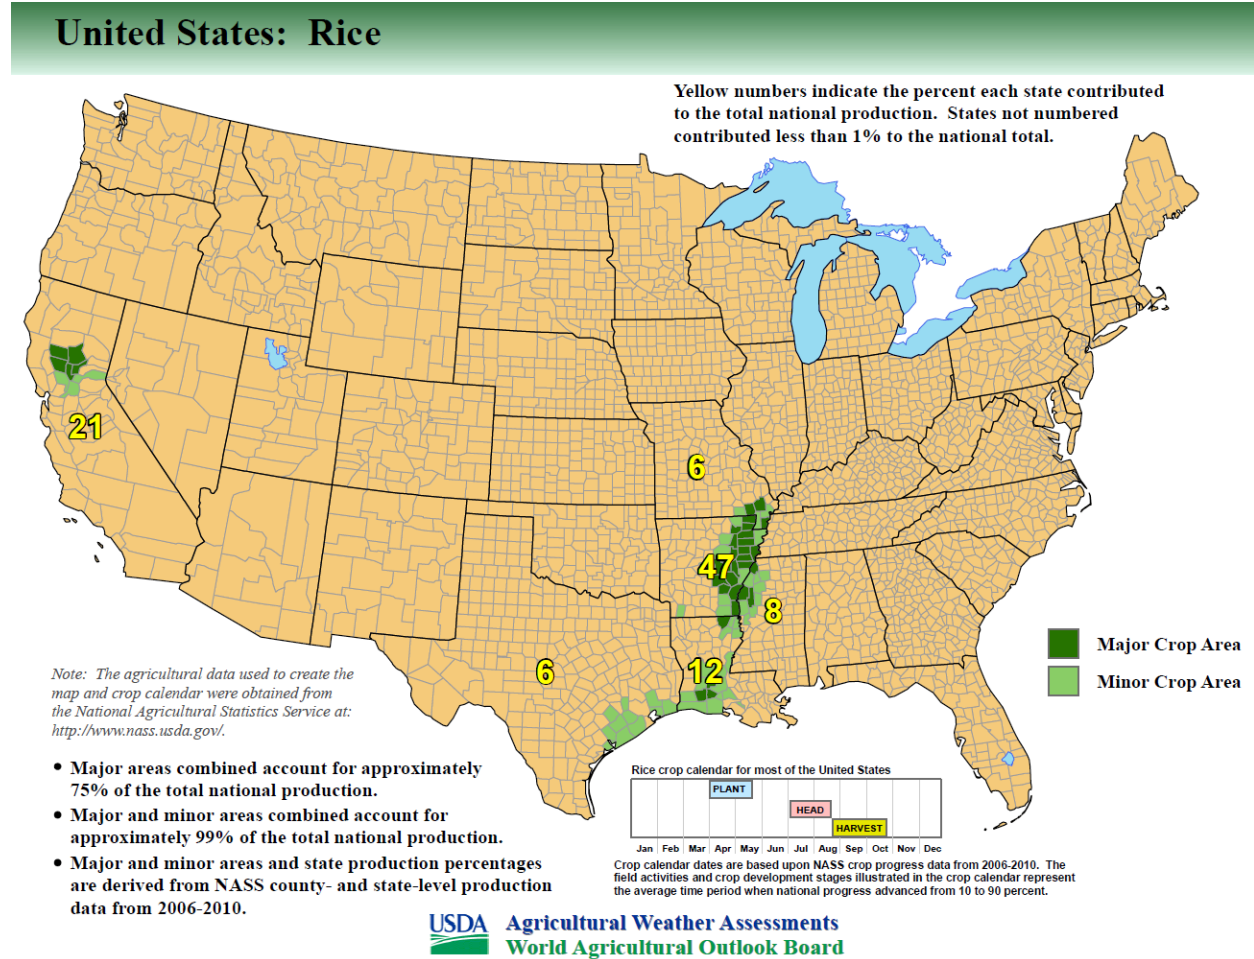 United States: Rice
Yellow numbers indicate the percent each state contributed
to the total national production. States not numbered
contributed less than 1% to the national total.
21
6
47
8
6
12
Major Crop Area
Minor Crop Area
Note: The agricultural data used to create the
map and crop calendar were obtained from
the National Agricultural Statistics Service at:
http://www.nass.usda.gov/.
• Major areas combined account for approximately
75% of the total national production.
• Major and minor areas combined account for
approximately 99% of the total national production.
• Major and minor areas and state production percentages
are derived from NASS county- and state-level production
data from 2006-2010.
Rice crop calendar for most of the United States
PLANT
HEAD
HARVEST
Jan Feb Mar Apr May Jun Jul Aug Sep Oct Nov Dec
Crop calendar dates are based upon NASS crop progress data from 2006-2010. The
field activities and crop development stages illustrated in the crop calendar represent
the average time period when national progress advanced from 10 to 90 percent.
USDA Agricultural Weather Assessments
World Agricultural Outlook Board